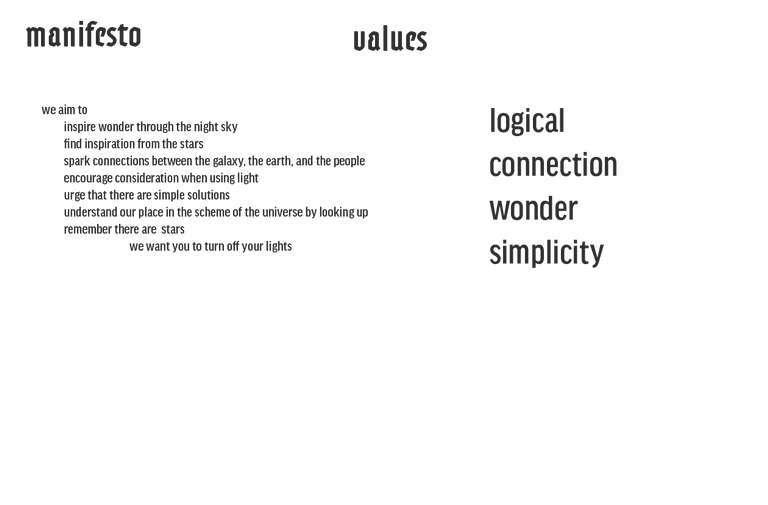 manifesto
values
we aim to
inspire wonder through the night sky
find inspiration from the stars
spark connections between the galaxy, the earth, and the people
encourage consideration when using light
urge that there are simple solutions
understand our place in the scheme of the universe by looking up
remember there are  stars
we want you to turn off your lights
logical
connection
wonder
simplicity